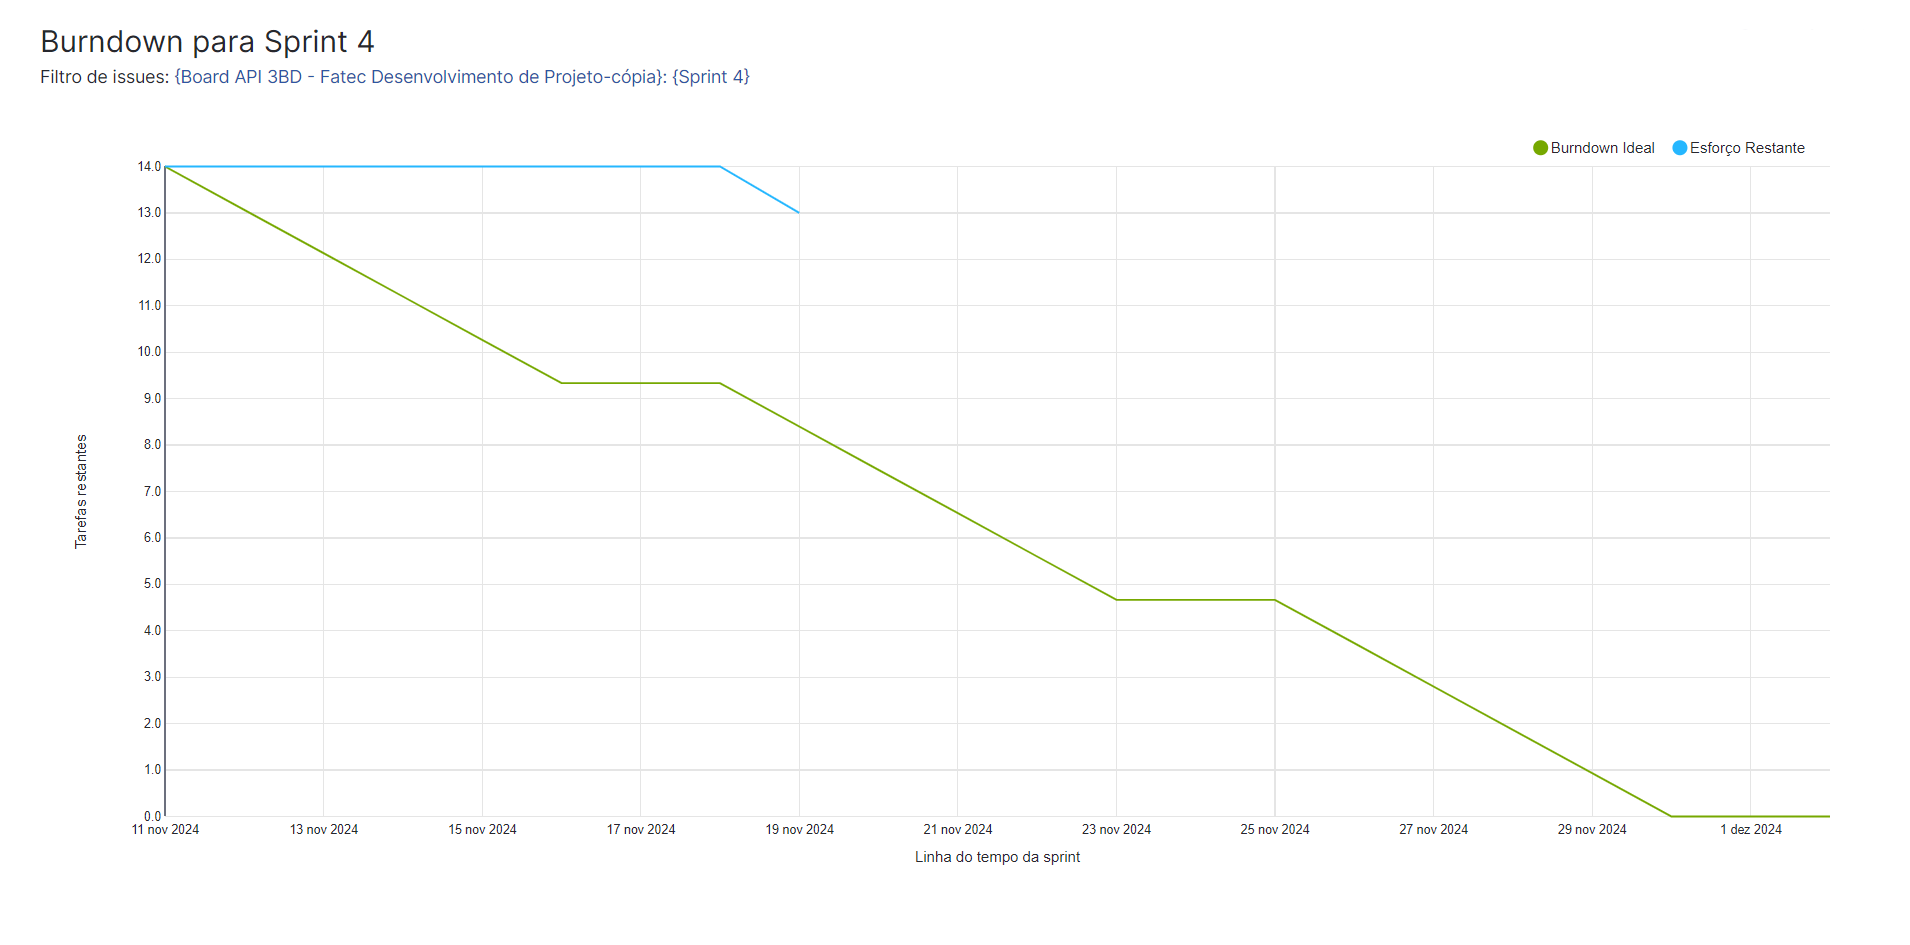 Burndown para Sprint 4
Filtro de issues: {Board API 3BD - Fatec Desenvolvimento de Projeto-cópia}: {Sprint 4}
Burndown Ideal
Esforço Restante
14.0
13.0
12.0
11.0
10.0
9.0
8.0
7.0
6.0
5.0
4.0
3.0
2.0
1.0
0.0
Tarefas restantes
11 nov 2024
13 nov 2024
15 nov 2024
17 nov 2024
19 nov 2024
21 nov 2024
23 nov 2024
25 nov 2024
27 nov 2024
29 nov 2024
1 dez 2024
Linha do tempo da sprint